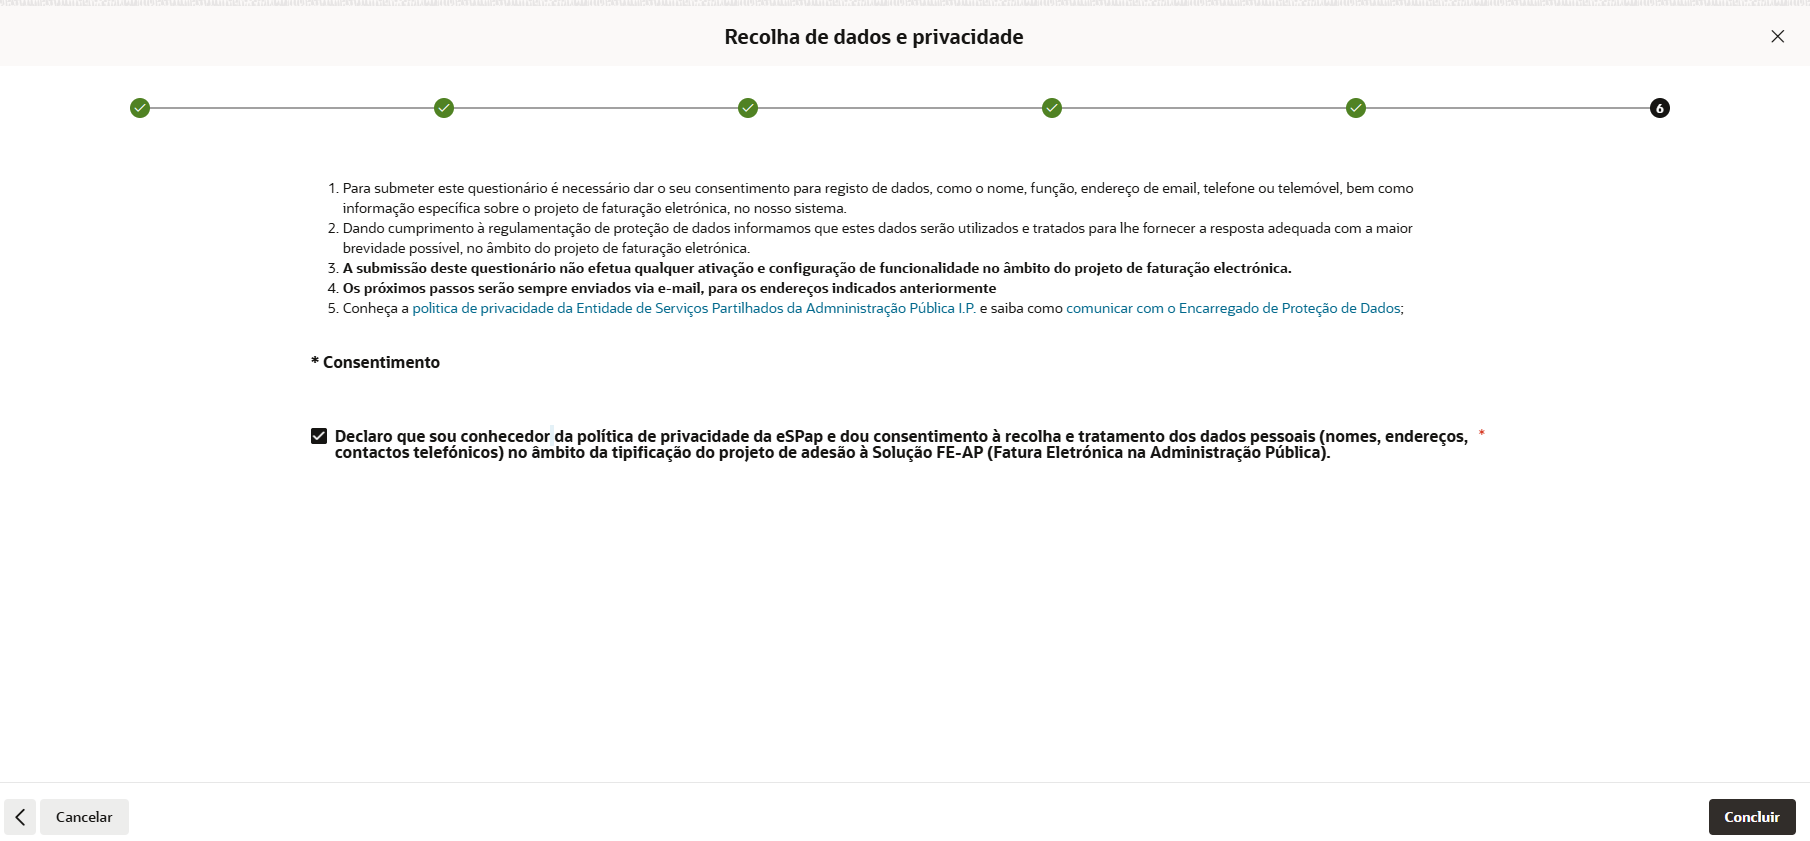 Recolha de dados e privacidade
6
1. Para submeter este questionário é necessário dar o seu consentimento para registo de dados, como o nome, função, endereço de email, telefone ou telemóvel, bem como
informação específica sobre o projeto de faturação eletrónica, no nosso sistema.
2. Dando cumprimento à regulamentação de proteção de dados informamos que estes dados serão utilizados e tratados para lhe fornecer a resposta adequada com a maior
brevidade possível, no âmbito do projeto de faturação eletrónica.
3. A submissão deste questionário não efetua qualquer ativação e configuração de funcionalidade no âmbito do projeto de faturação electrónica.
4. Os próximos passos serão sempre enviados via e-mail, para os endereços indicados anteriormente
5. Conheça a politica de privacidade da Entidade de Serviços Partilhados da Admninistração Pública I.P. e saiba como comunicar com o Encarregado de Proteção de Dados;
* Consentimento
Declaro que sou conhecedor da política de privacidade da eSPap e dou consentimento à recolha e tratamento dos dados pessoais (nomes, endereços, *
contactos telefónicos) no âmbito da tipificação do projeto de adesão à Solução FE-AP (Fatura Eletrónica na Administração Pública).
Cancelar
Concluir